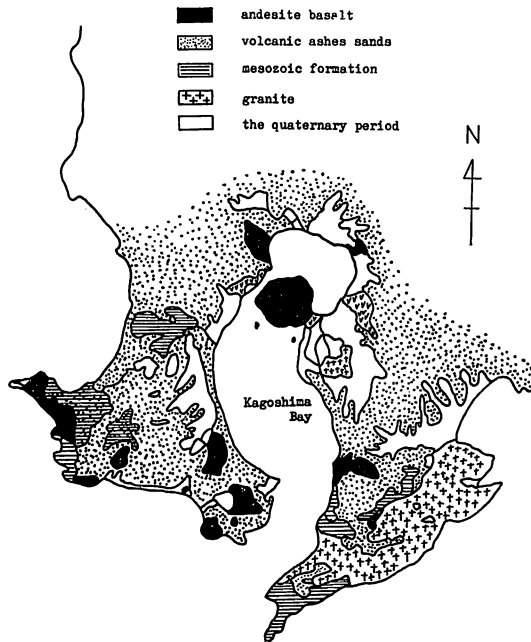 andesite basalt
volcanic ashes sands
mesozoic formation
granite
the quaternary period
N
Kagoshima
Bay